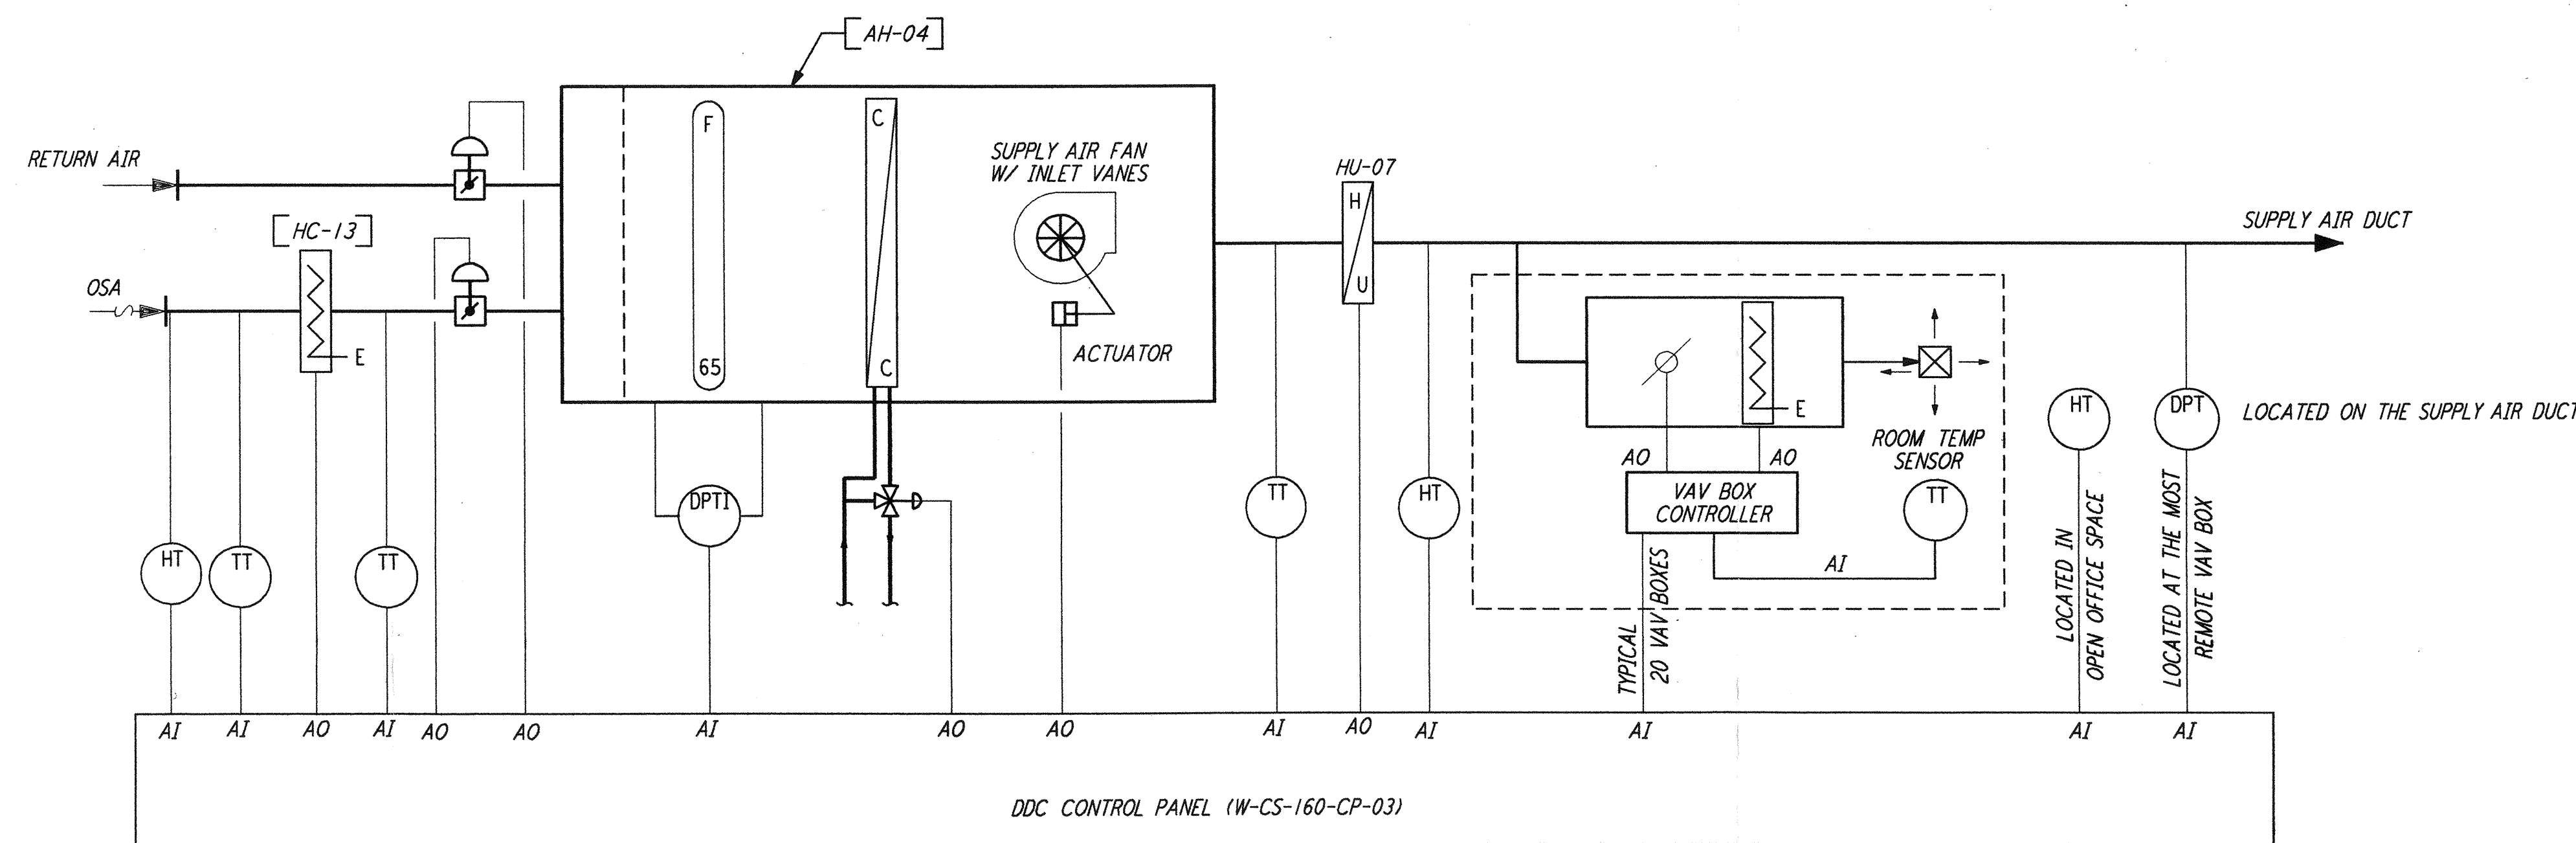 [AH-04]
RETURN AIR
F
C
SUPPLY AIR FAN
W/ INLET VANES
HU-07
H
U
SUPPLY AIR DUCT
[HC-13]
OSA
E
65
C
ACTUATOR
E
HT
DPT
LOCATED ON THE SUPPLY AIR DUCT
ROOM TEMP
SENSOR
AO
AO
DPTI
TT
HT
VAV BOX
CONTROLLER
TT
AI
HT
TT
TT
TYPICAL
20 VAV BOXES
LOCATED IN
OPEN OFFICE SPACE
LOCATED AT THE MOST
REMOTE VAV BOX
AI
AI
AO
AI
AO
AO
AI
AO
AO
AI
AO
AI
AI
AI
AI
DDC CONTROL PANEL (W-CS-160-CP-03)